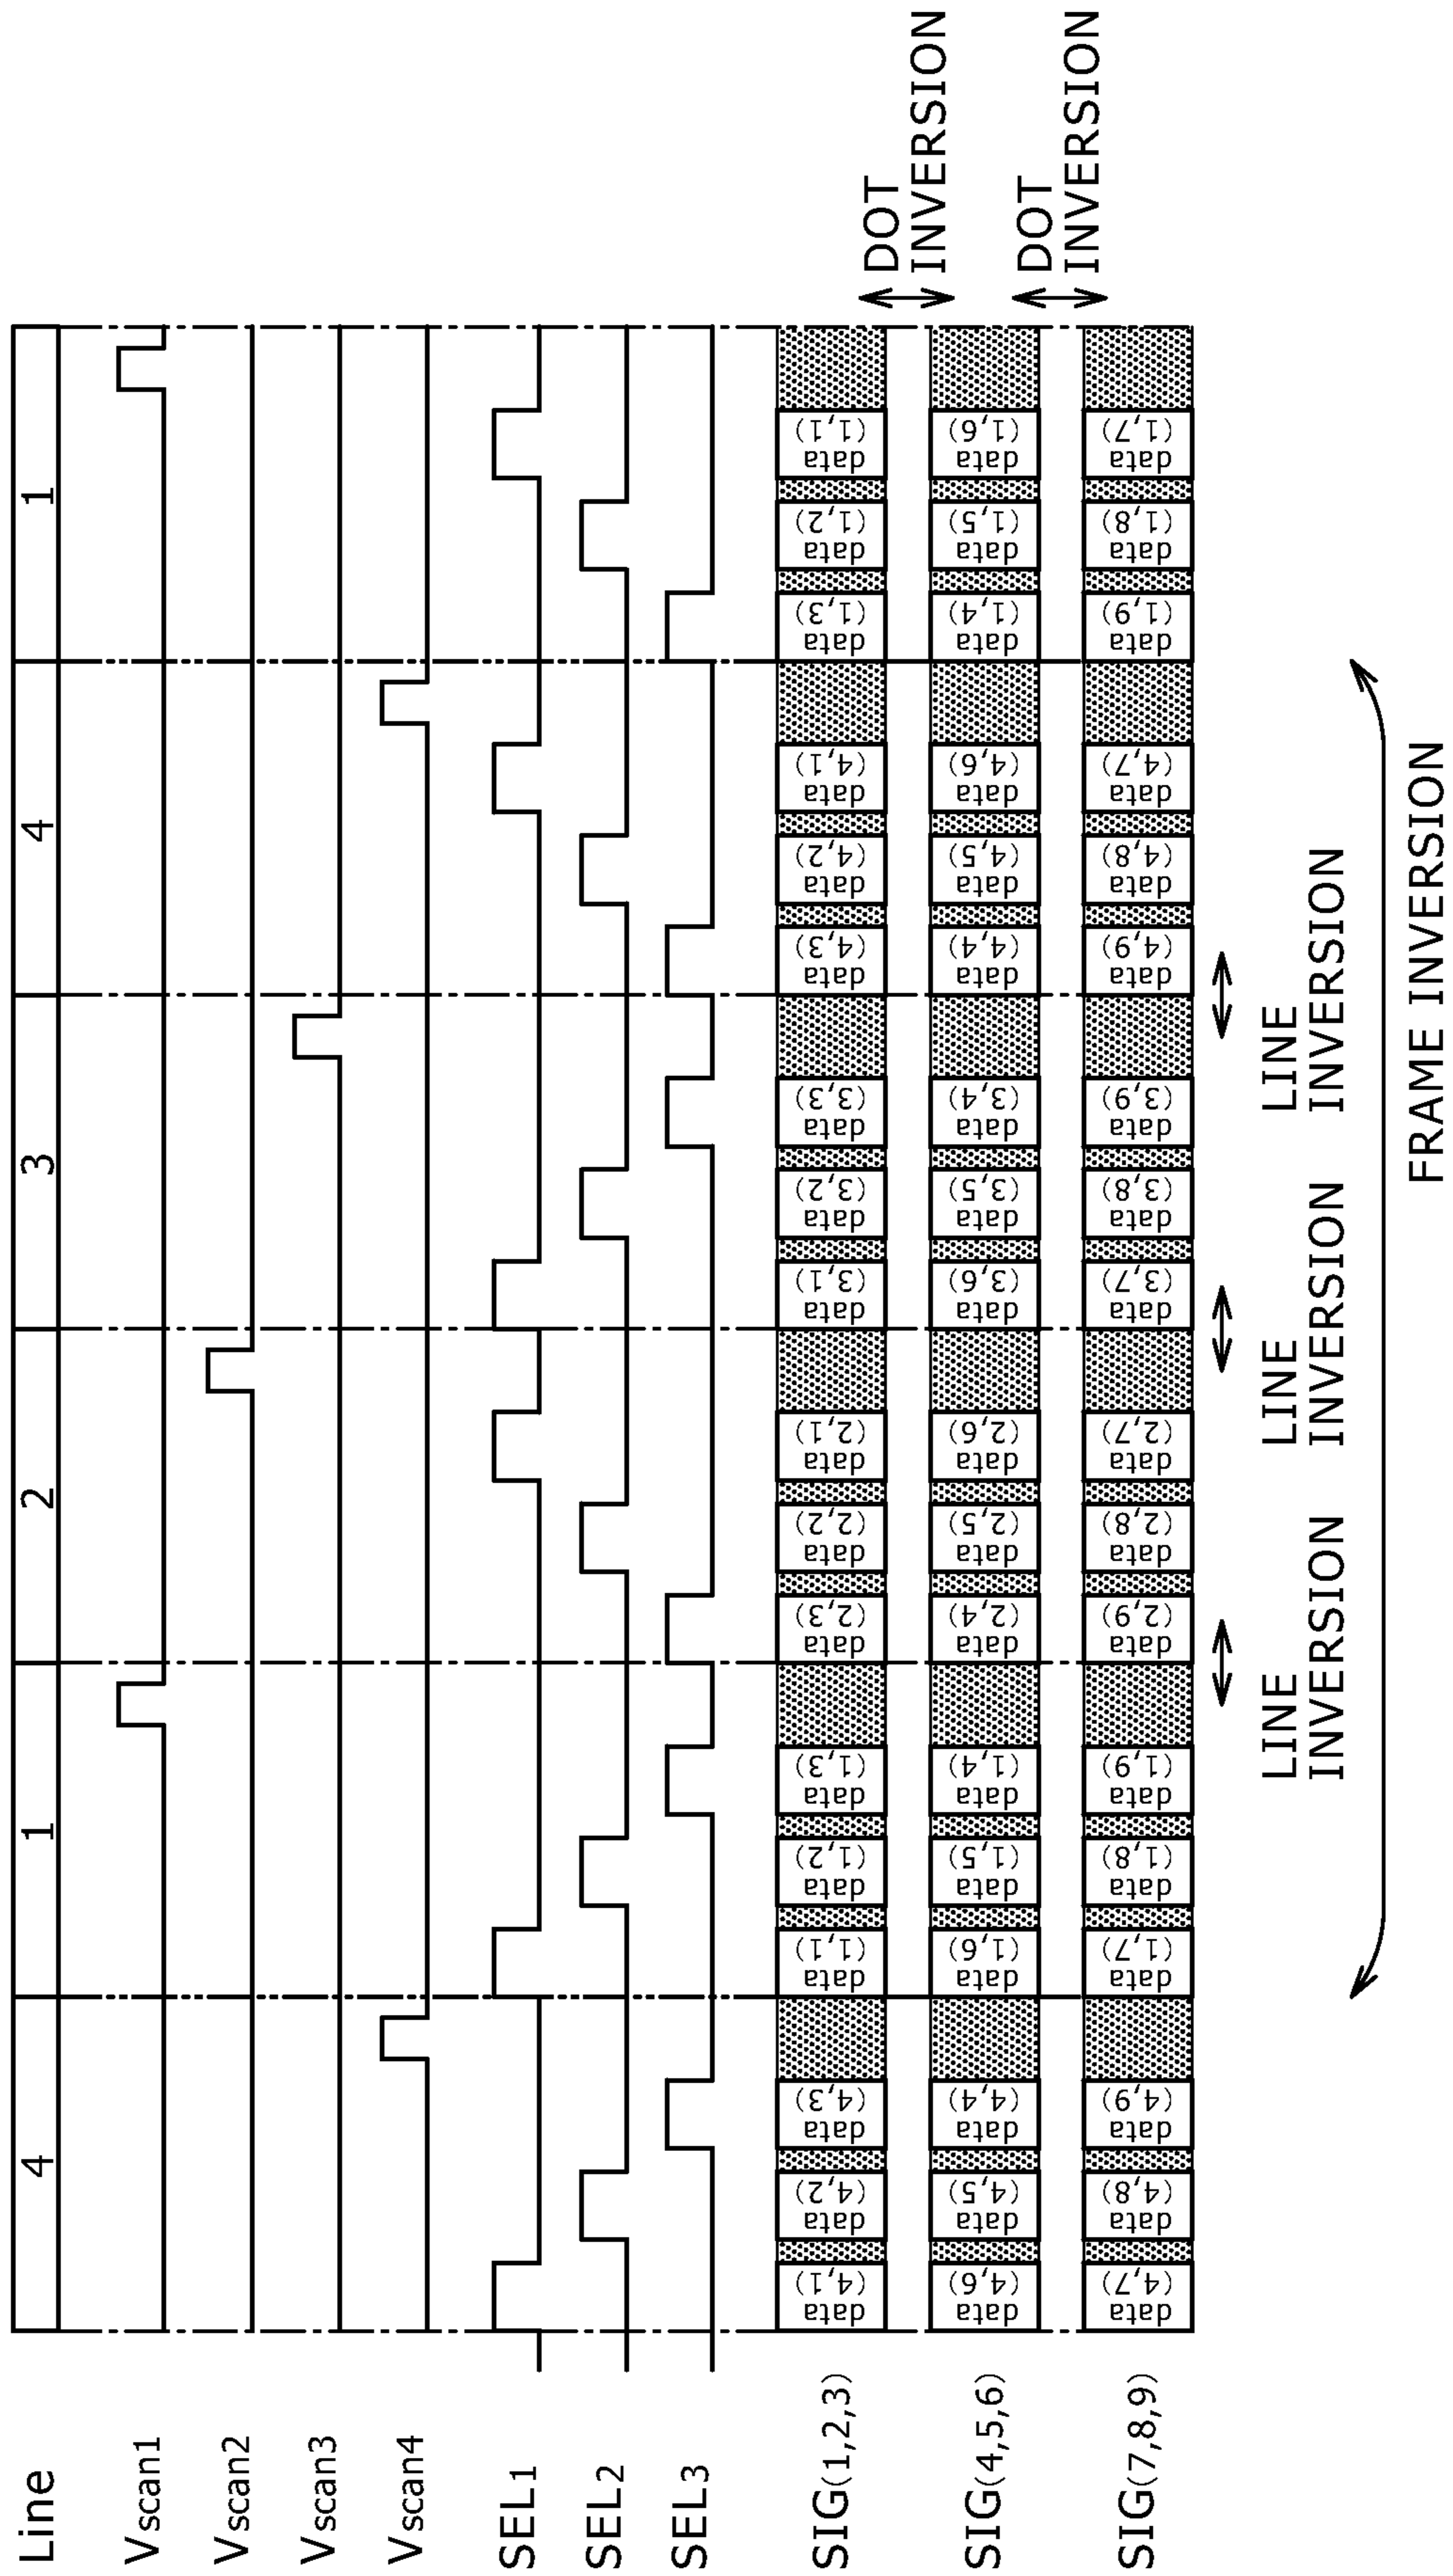 Line 4 1 2 3 4 1
Vscan1
Vscan2
Vscan3
Vscan4
SEL1
SEL2
SEL3
SIG(1,2,3)
data
(4,1)
data
(4,2)
data
(4,3)
data
(1,1)
data
(1,2)
data
(1,3)
data
(2,3)
data
(2,2)
data
(2,1)
data
(3,1)
data
(3,2)
data
(3,3)
data
(4,3)
data
(4,2)
data
(4,1)
data
(1,3)
data
(1,2)
data
(1,1)
DOT
INVERSION
SIG(4,5,6)
data
(4,6)
data
(4,5)
data
(4,4)
data
(1,6)
data
(1,5)
data
(1,4)
data
(2,4)
data
(2,5)
data
(2,6)
data
(3,6)
data
(3,5)
data
(3,4)
data
(4,4)
data
(4,5)
data
(4,6)
data
(1,4)
data
(1,5)
data
(1,6)
DOT
INVERSION
SIG(7,8,9)
data
(4,7)
data
(4,8)
data
(4,9)
data
(1,7)
data
(1,8)
data
(1,9)
data
(2,9)
data
(2,8)
data
(2,7)
data
(3,7)
data
(3,8)
data
(3,9)
data
(4,9)
data
(4,8)
data
(4,7)
data
(1,9)
data
(1,8)
data
(1,7)
LINE
INVERSION
LINE
INVERSION
LINE
INVERSION
FRAME INVERSION